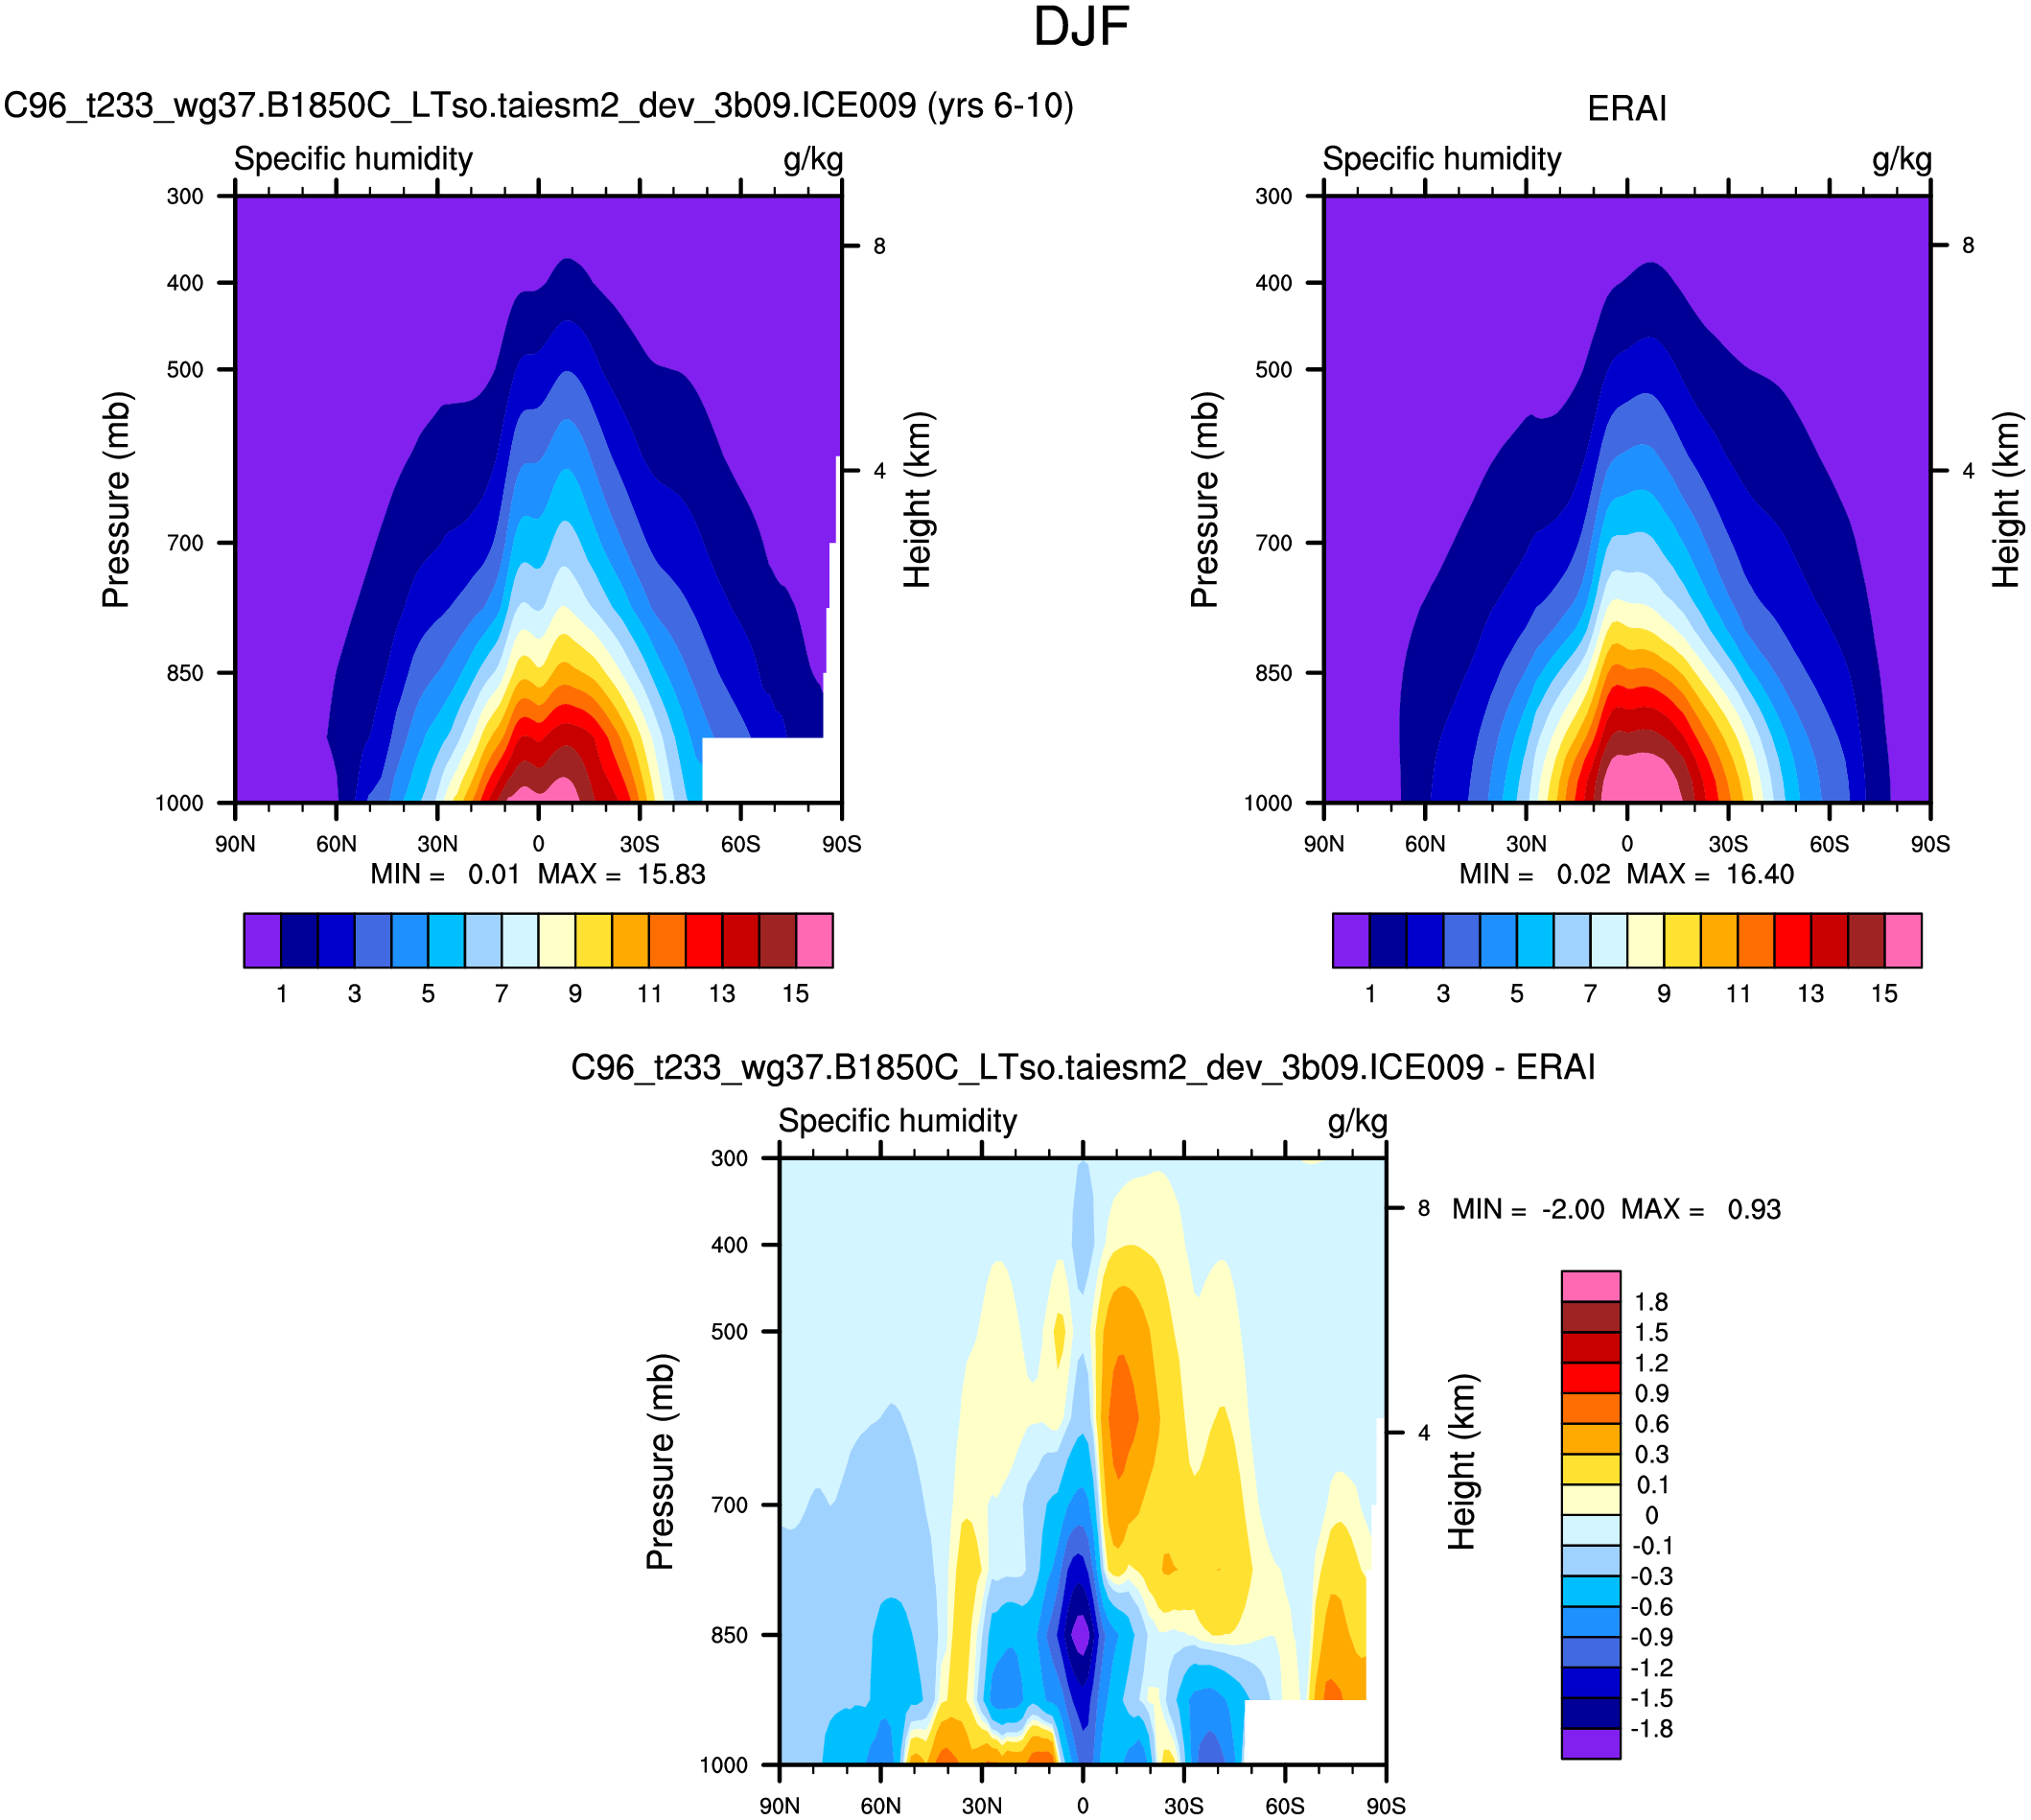 DJF
C96_t233_wg37.B1850C_LTso.taiesm2_dev_3b09.ICE009 (yrs 6-10)
Specific humidity g/kg
300
400
500
700
850
1000
Pressure (mb)
8
4
Height (km)
90N 60N 30N 0 30S 60S 90S
MIN = 0.01 MAX = 15.83
1 3 5 7 9 11 13 15
ERAI
Specific humidity g/kg
300
400
500
700
850
1000
Pressure (mb)
8
4
Height (km)
90N 60N 30N 0 30S 60S 90S
MIN = 0.02 MAX = 16.40
1 3 5 7 9 11 13 15
C96_t233_wg37.B1850C_LTso.taiesm2_dev_3b09.ICE009 - ERAI
Specific humidity g/kg
300
400
500
700
850
1000
Pressure (mb)
8
4
Height (km)
90N 60N 30N 0 30S 60S 90S
MIN = -2.00 MAX = 0.93
1.8
1.5
1.2
0.9
0.6
0.3
0.1
0
-0.1
-0.3
-0.6
-0.9
-1.2
-1.5
-1.8